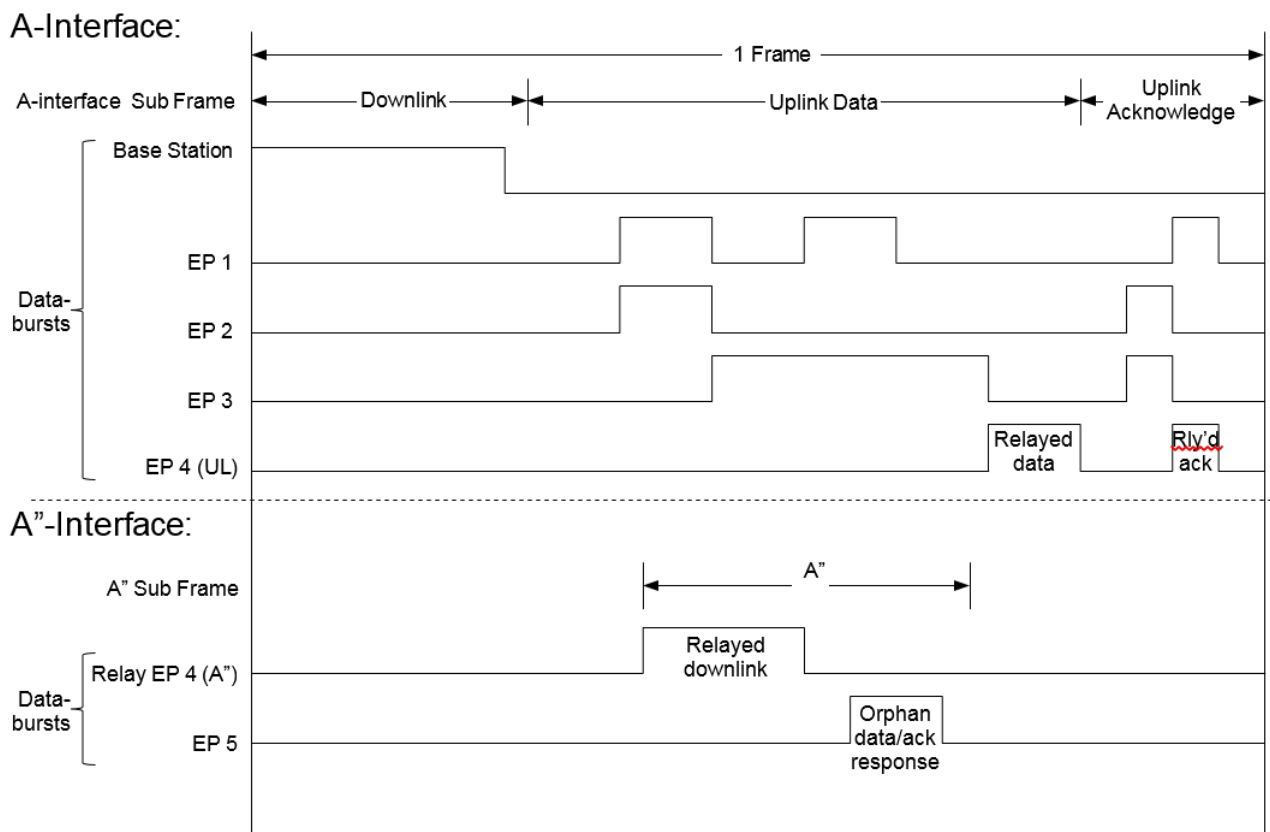 A-Interface:
1 Frame
A-interface Sub Frame
Downlink
Uplink Data
Uplink
Acknowledge
Base Station
EP 1
Data-
bursts
EP 2
EP 3
EP 4 (UL)
Relayed
data
Rly’d
ack
A”-Interface:
A” Sub Frame
A”
Relay EP 4 (A”)
Relayed
downlink
Data-
bursts
EP 5
Orphan
data/ack
response